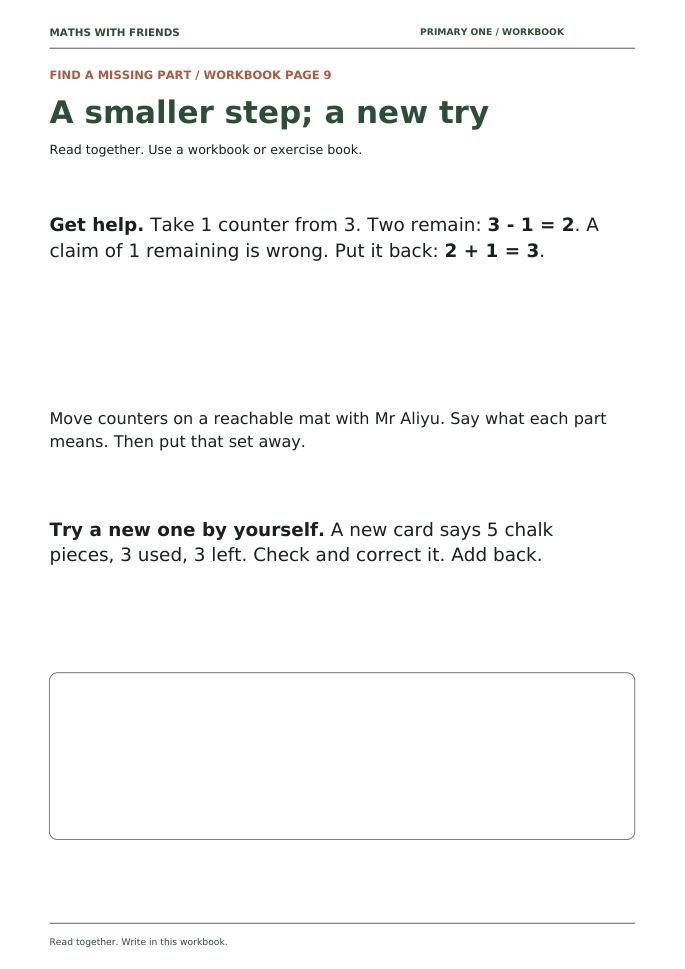 MATHS WITH FRIENDS
PRIMARY ONE / WORKBOOK
FIND A MISSING PART / WORKBOOK PAGE 9
A smaller step; a new try
Read together. Use a workbook or exercise book.
Get help. Take 1 counter from 3. Two remain: 3 - 1 = 2. A
claim of 1 remaining is wrong. Put it back: 2 + 1 = 3.
Move counters on a reachable mat with Mr Aliyu. Say what each part
means. Then put that set away.
Try a new one by yourself. A new card says 5 chalk
pieces, 3 used, 3 left. Check and correct it. Add back.
Read together. Write in this workbook.